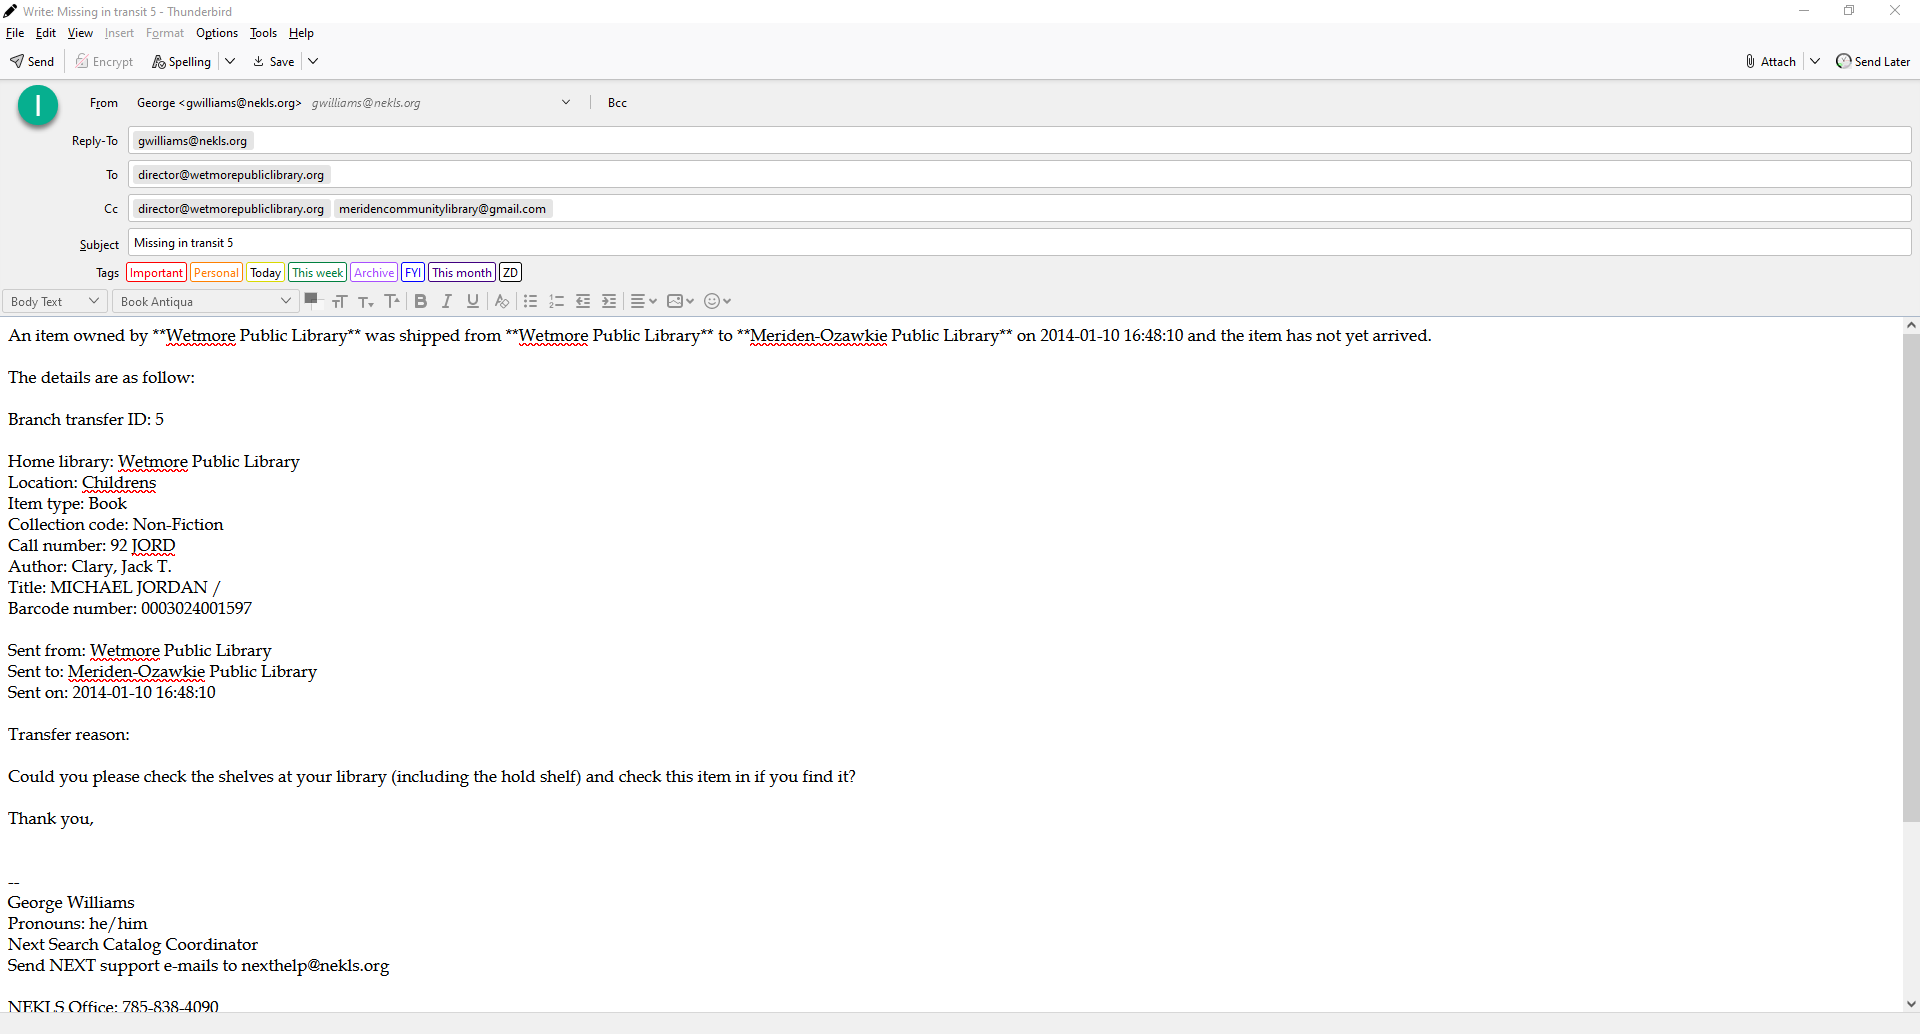 Write: Missing in transit 5 - Thunderbird
File Edit View Insert Format Options Tools Help
Send Encrypt Spelling Save Attach Send Later
I
From George <gwilliams@nekls.org> gwilliams@nekls.org Bcc
Reply-To gwilliams@nekls.org
To director@wetmorepubliclibrary.org
Cc director@wetmorepubliclibrary.org meridencommunitylibrary@gmail.com
Subject Missing in transit 5
Tags Important Personal Today This week Archive FYI This month ZD
Body Text Book Antiqua
An item owned by **Wetmore Public Library** was shipped from **Wetmore Public Library** to **Meriden-Ozawkie Public Library** on 2014-01-10 16:48:10 and the item has not yet arrived.
The details are as follow:
Branch transfer ID: 5
Home library: Wetmore Public Library
Location: Childrens
Item type: Book
Collection code: Non-Fiction
Call number: 92 JORD
Author: Clary, Jack T.
Title: MICHAEL JORDAN /
Barcode number: 0003024001597
Sent from: Wetmore Public Library
Sent to: Meriden-Ozawkie Public Library
Sent on: 2014-01-10 16:48:10
Transfer reason:
Could you please check the shelves at your library (including the hold shelf) and check this item in if you find it?
Thank you,
--
George Williams
Pronouns: he/him
Next Search Catalog Coordinator
Send NEXT support e-mails to nexthelp@nekls.org
NEKLS Office: 785-838-4090